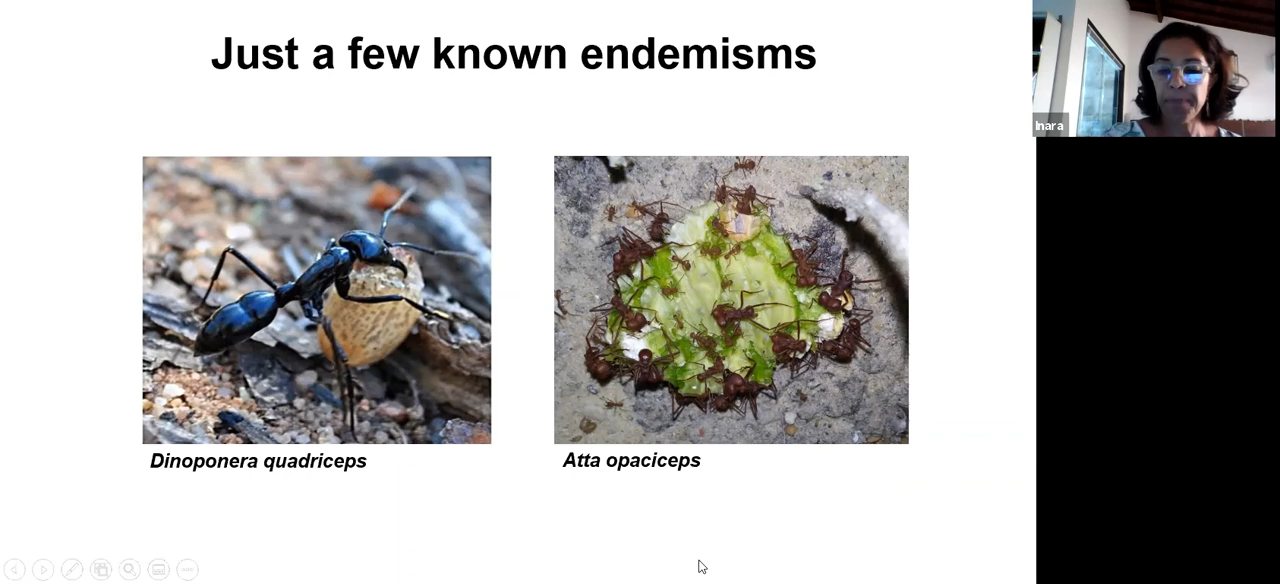 Just a few known endemisms
Inara
Dinoponera quadriceps
Atta opaciceps